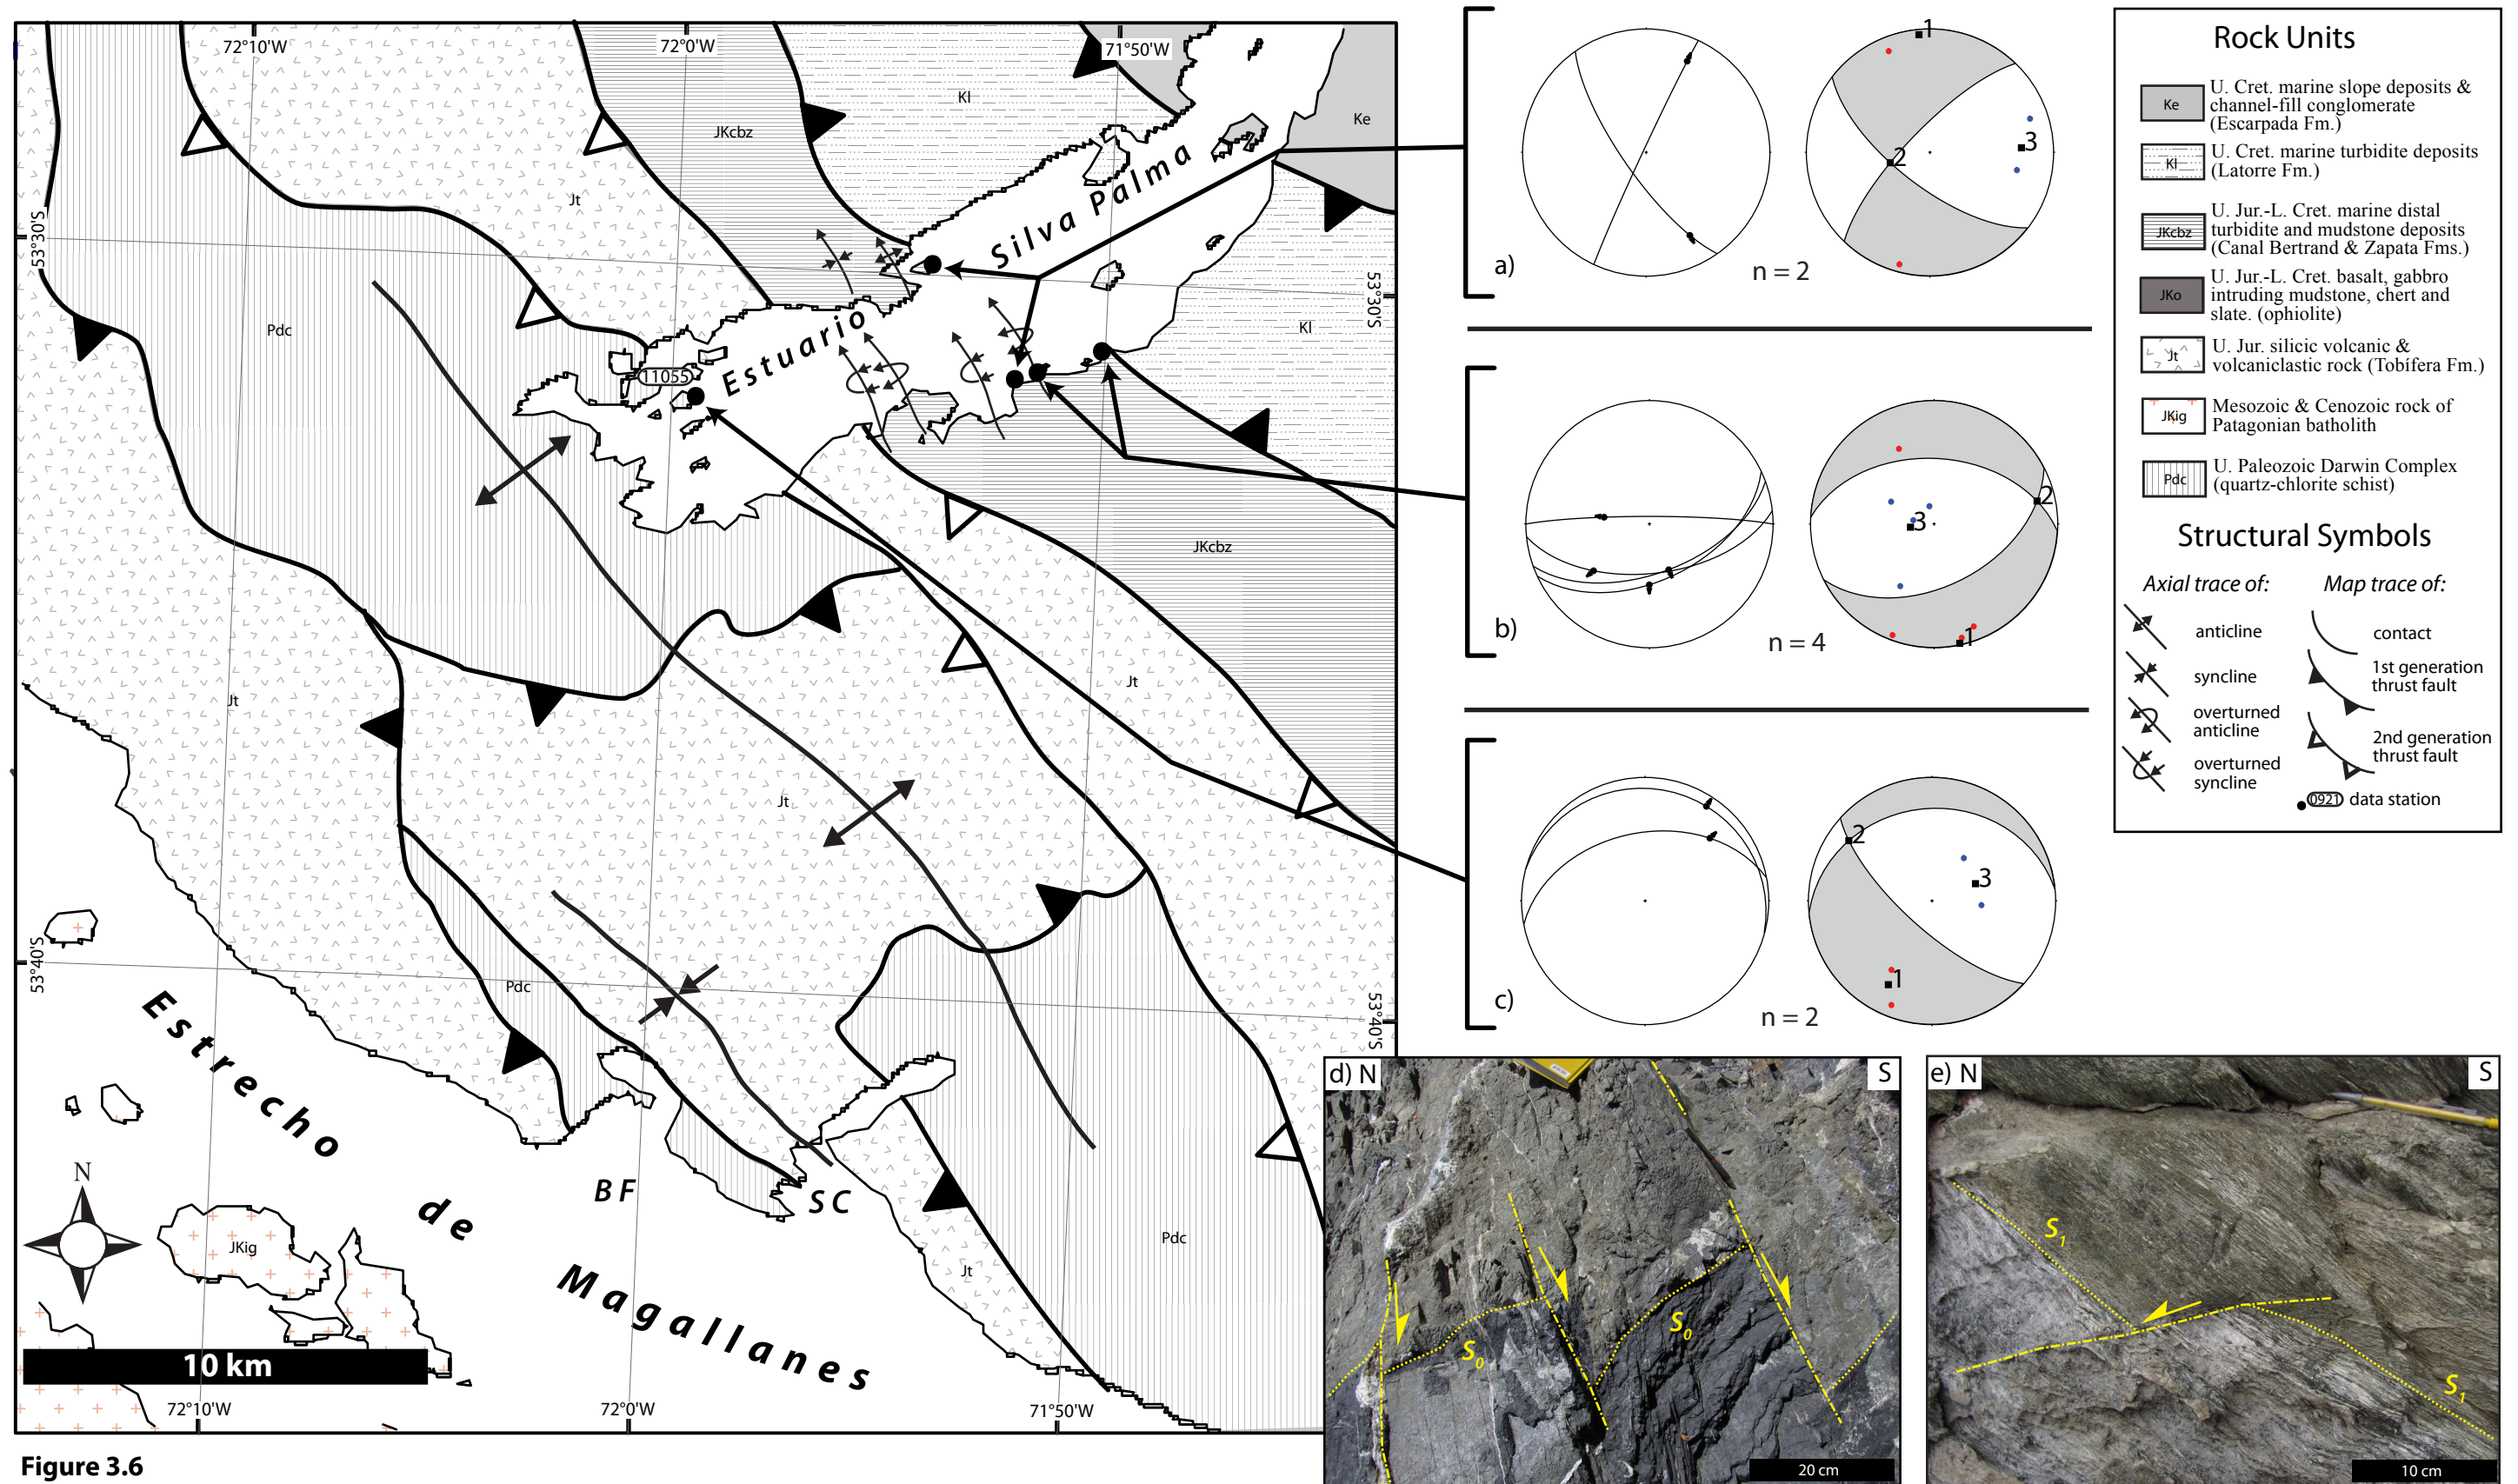 72°10'W
72°0'W
71°50'W
Kl
Ke
JKcbz
Jt
53°30'S
Silva Palma
Estuario
53°30'S
Pdc
11055
Kl
JKcbz
Jt
Jt
Jt
53°40'S
Pdc
53°40'S
Estrecho
de
Magallanes
BF
SC
N
JKig
Pdc
Jt
10 km
72°10'W
72°0'W
71°50'W
Figure 3.6
a)
n = 2
1
2
3
b)
n = 4
1
2
3
c)
n = 2
1
2
3
d) N
S
S0
S0
20 cm
e) N
S
S1
S1
10 cm
Rock Units
Ke
U. Cret. marine slope deposits &
channel-fill conglomerate
(Escarpada Fm.)
Kl
U. Cret. marine turbidite deposits
(Latorre Fm.)
JKcbz
U. Jur.-L. Cret. marine distal
turbidite and mudstone deposits
(Canal Bertrand & Zapata Fms.)
JKo
U. Jur.-L. Cret. basalt, gabbro
intruding mudstone, chert and
slate. (ophiolite)
Jt
U. Jur. silicic volcanic &
volcaniclastic rock (Tobífera Fm.)
JKig
Mesozoic & Cenozoic rock of
Patagonian batholith
Pdc
U. Paleozoic Darwin Complex
(quartz-chlorite schist)
Structural Symbols
Axial trace of:
anticline
syncline
overturned
anticline
overturned
syncline
Map trace of:
contact
1st generation
thrust fault
2nd generation
thrust fault
0921 data station